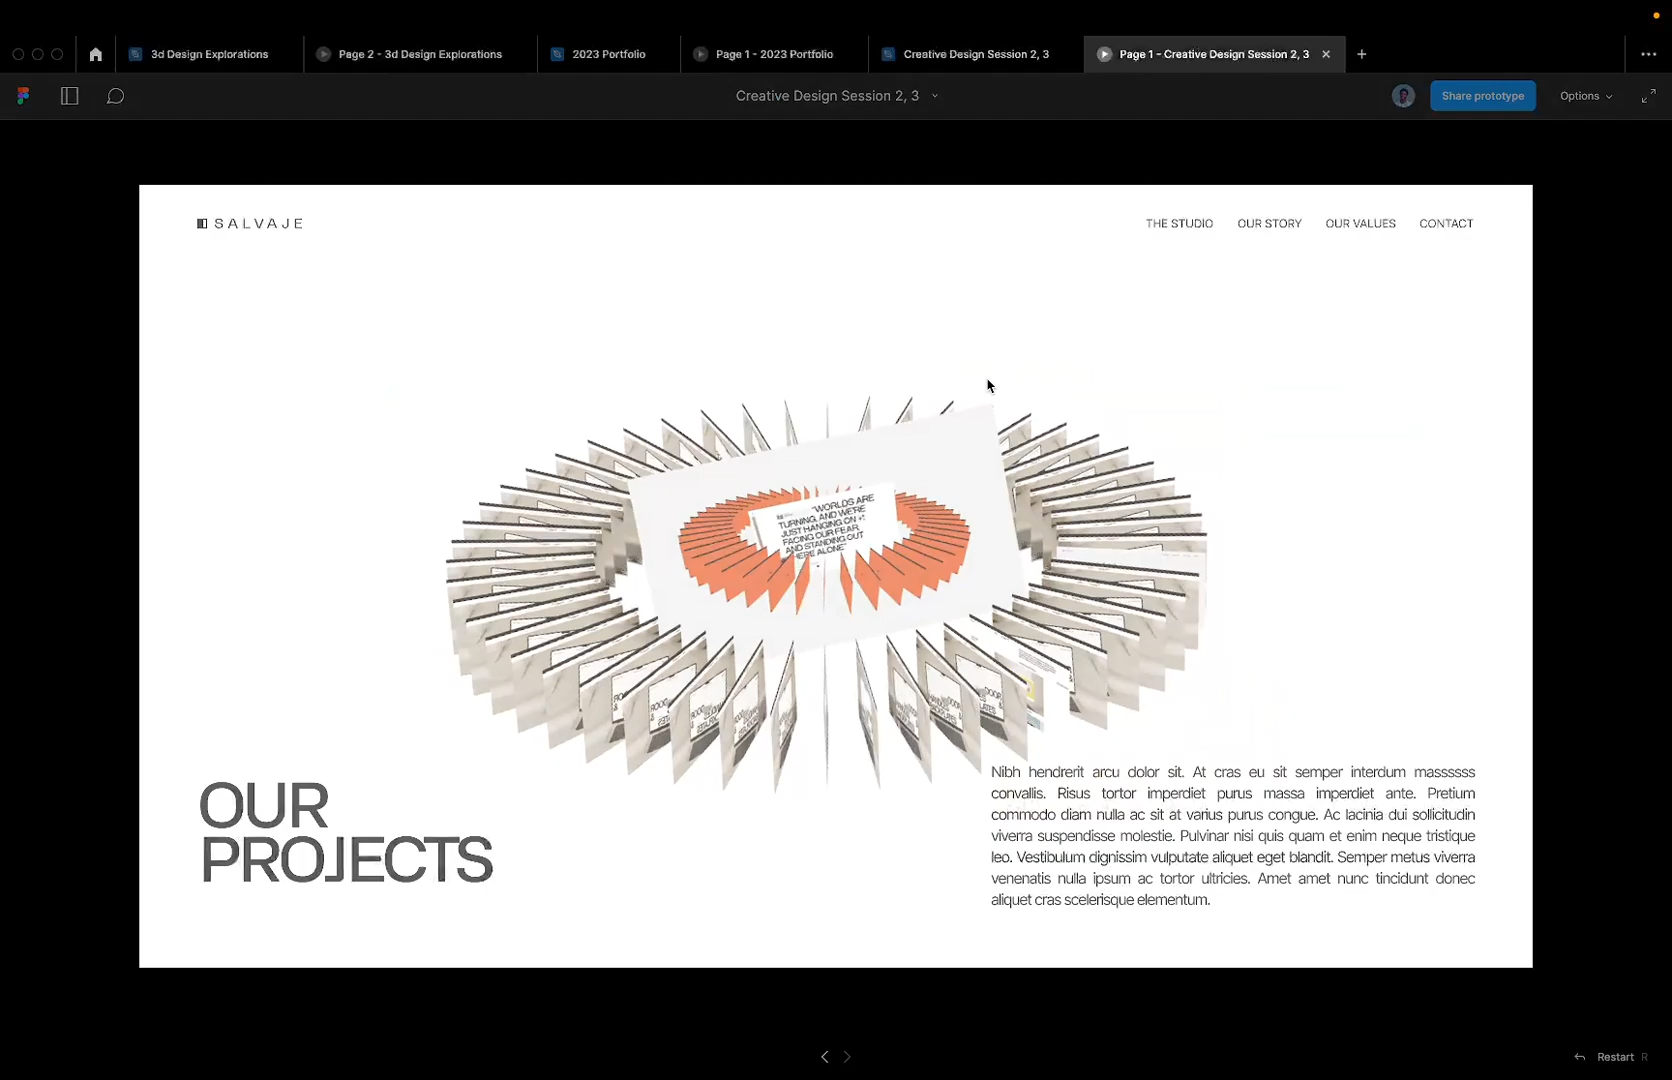 3d Design Explorations
Page 2 - 3d Design Explorations
2023 Portfolio
Page 1 - 2023 Portfolio
Creative Design Session 2, 3
Page 1 - Creative Design Session 2, 3
Creative Design Session 2, 3
Share prototype
Options
SALVAJE
THE STUDIO
OUR STORY
OUR VALUES
CONTACT
"WORLDS ARE
TURNING, AND WE'RE
JUST HANGING ON
FACING OUR FEAR,
AND STANDING OUT
HERE ALONE"
OUR
PROJECTS
Nibh hendrerit arcu dolor sit. At cras eu sit semper interdum massssss
convallis. Risus tortor imperdiet purus massa imperdiet ante. Pretium
commodo diam nulla ac sit at varius purus congue. Ac lacinia dui sollicitudin
viverra suspendisse molestie. Pulvinar nisi quis quam et enim neque tristique
leo. Vestibulum dignissim vulputate aliquet eget blandit. Semper metus viverra
venenatis nulla ipsum ac tortor ultricies. Amet amet nunc tincidunt donec
aliquet cras scelerisque elementum.
Restart R